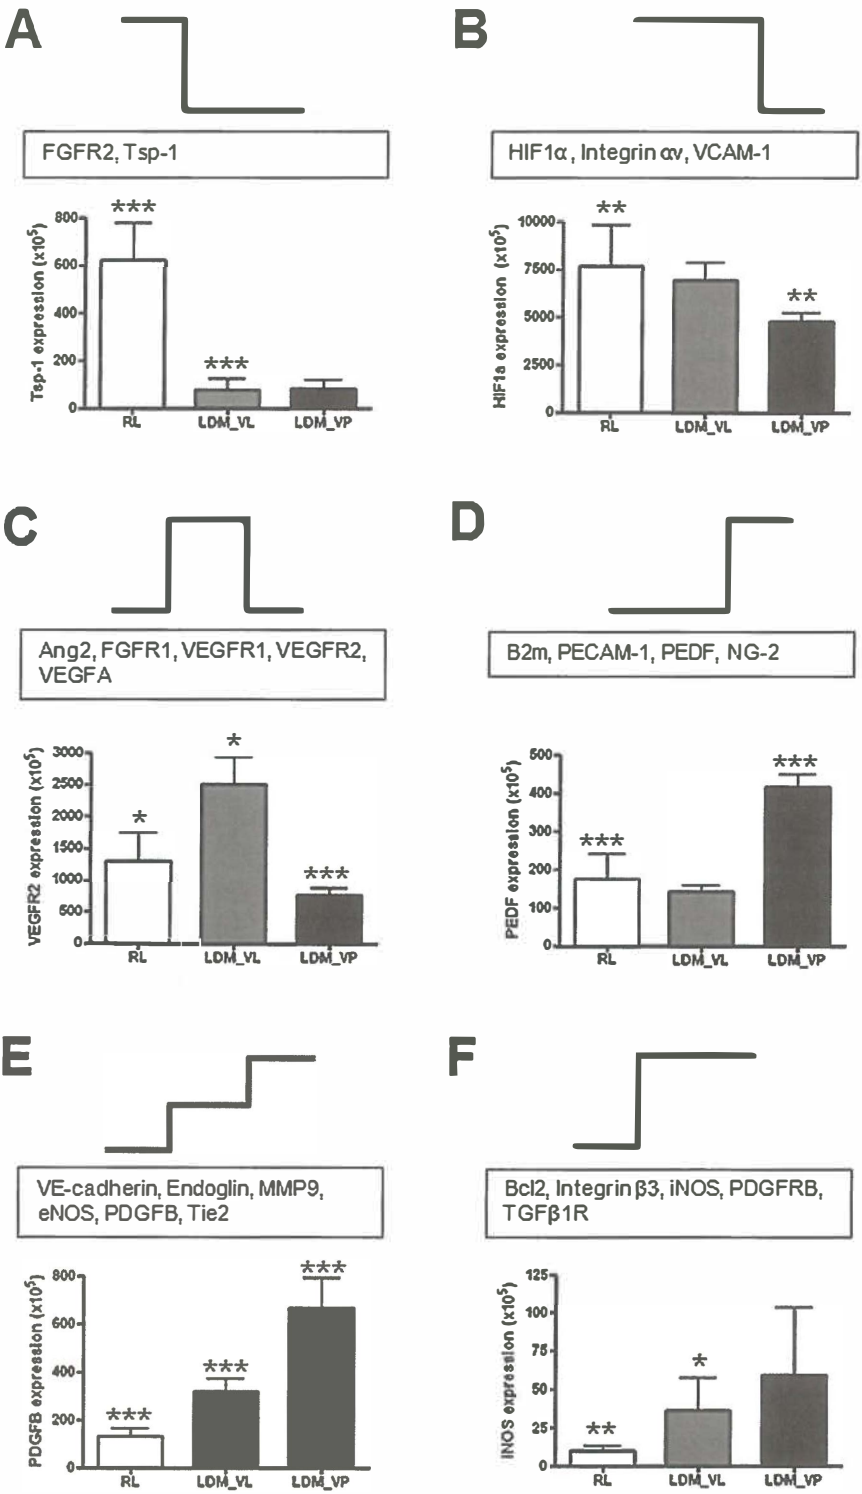 A
B
FGFR2, Tsp-1
HIF1α, Integrin αv, VCAM-1
Tsp-1 expression (x10⁵)
800
600
400
200
0
***
***
RL
LDM_VL
LDM_VP
HIF1a expression (x10⁵)
10000
7500
5000
2500
0
**
**
RL
LDM_VL
LDM_VP
C
D
Ang2, FGFR1, VEGFR1, VEGFR2,
VEGFA
B2m, PECAM-1, PEDF, NG-2
VEGFR2 expression (x10⁵)
3000
2500
2000
1500
1000
500
0
*
*
***
RL
LDM_VL
LDM_VP
PEDF expression (x10⁵)
500
400
300
200
100
0
***
***
RL
LDM_VL
LDM_VP
E
F
VE-cadherin, Endoglin, MMP9,
eNOS, PDGFB, Tie2
Bcl2, Integrin β3, iNOS, PDGFRB,
TGFβ1R
PDGFB expression (x10⁵)
800
600
400
200
0
***
***
***
RL
LDM_VL
LDM_VP
iNOS expression (x10⁵)
125
100
75
50
25
0
**
*
RL
LDM_VL
LDM_VP